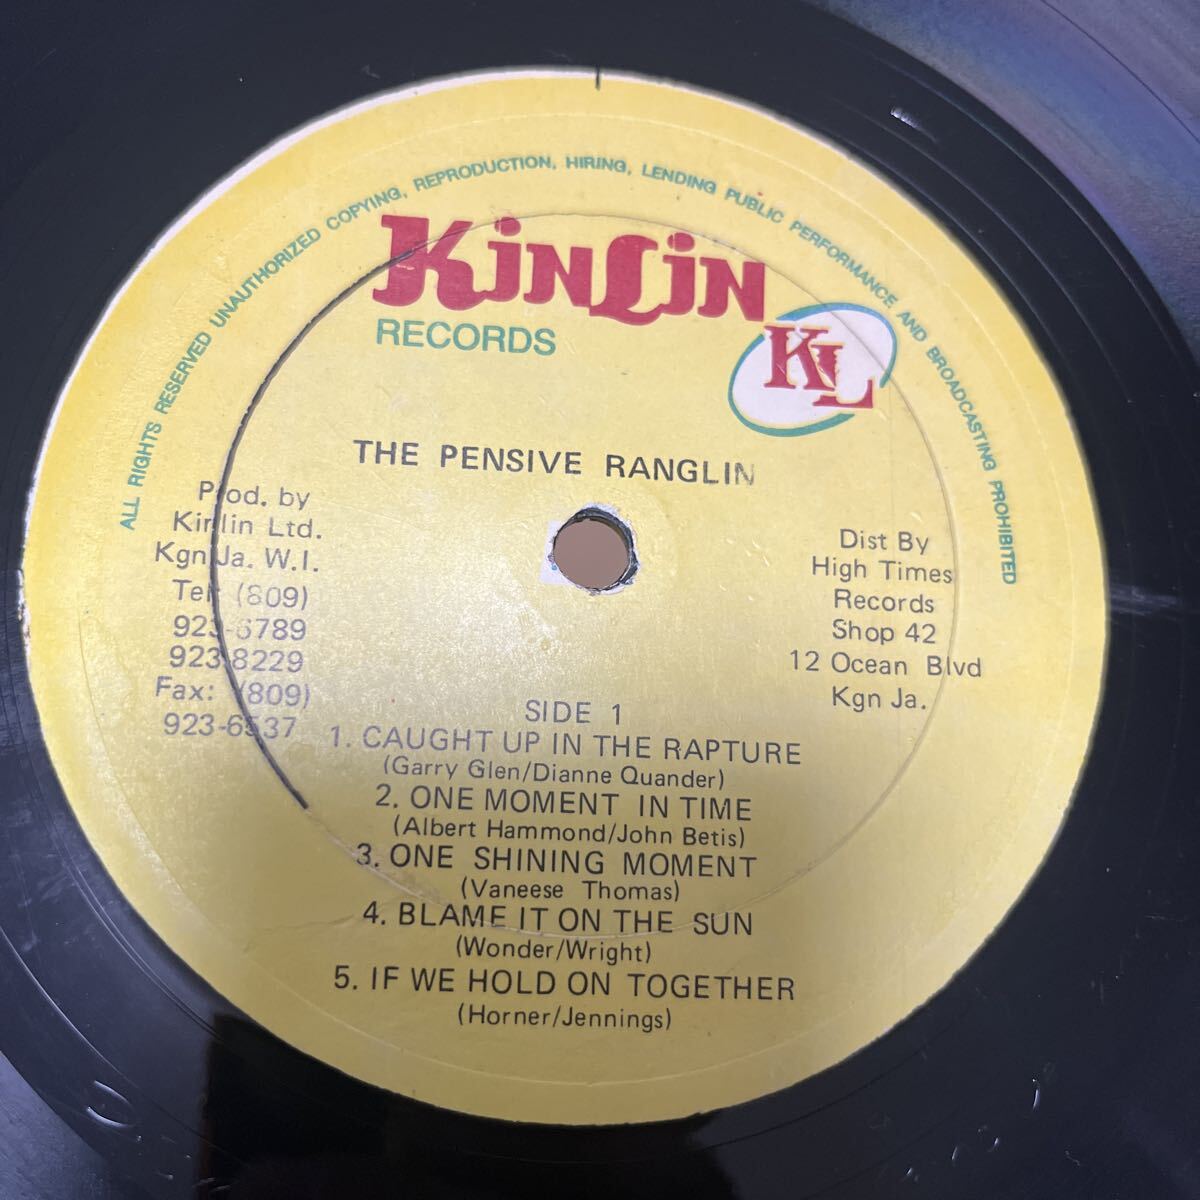 ALL RIGHTS RESERVED UNAUTHORIZED COPYING, REPRODUCTION, HIRING, LENDING PUBLIC PERFORMANCE AND BROADCASTING PROHIBITED
KINLIN
RECORDS
KL
THE PENSIVE RANGLIN
Prod. by
Kinlin Ltd.
Kgn Ja. W.I.
Tel: (809)
923-6789
923-8229
Fax: (809)
923-6537
Dist By
High Times
Records
Shop 42
12 Ocean Blvd
Kgn Ja.
SIDE 1
1. CAUGHT UP IN THE RAPTURE
(Garry Glen/Dianne Quander)
2. ONE MOMENT IN TIME
(Albert Hammond/John Betis)
3. ONE SHINING MOMENT
(Vaneese Thomas)
4. BLAME IT ON THE SUN
(Wonder/Wright)
5. IF WE HOLD ON TOGETHER
(Horner/Jennings)